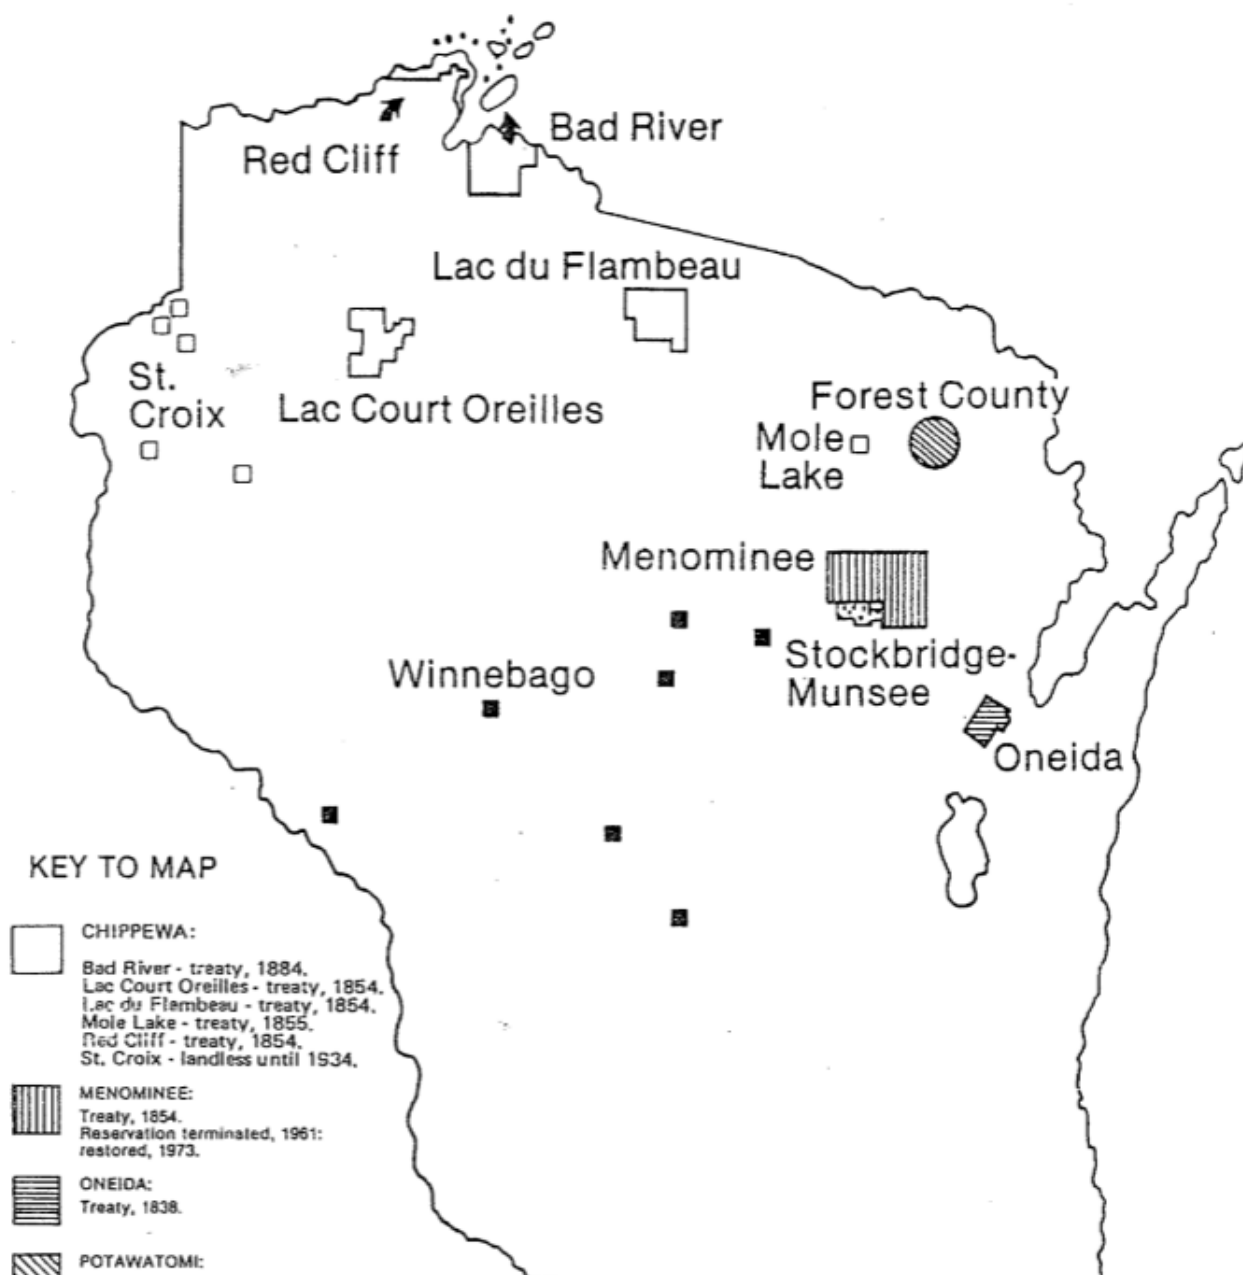 Bad River
Red Cliff
Lac du Flambeau
St.
Croix
Lac Court Oreilles
Forest County
Mole
Lake
Menominee
Stockbridge-
Munsee
Winnebago
Oneida
KEY TO MAP
CHIPPEWA:
Bad River - treaty, 1884.
Lac Court Oreilles - treaty, 1854.
Lac du Flambeau - treaty, 1854.
Mole Lake - treaty, 1855.
Red Cliff - treaty, 1854.
St. Croix - landless until 1934.
MENOMINEE:
Treaty, 1854.
Reservation terminated, 1961:
restored, 1973.
ONEIDA:
Treaty, 1838.
POTAWATOMI: